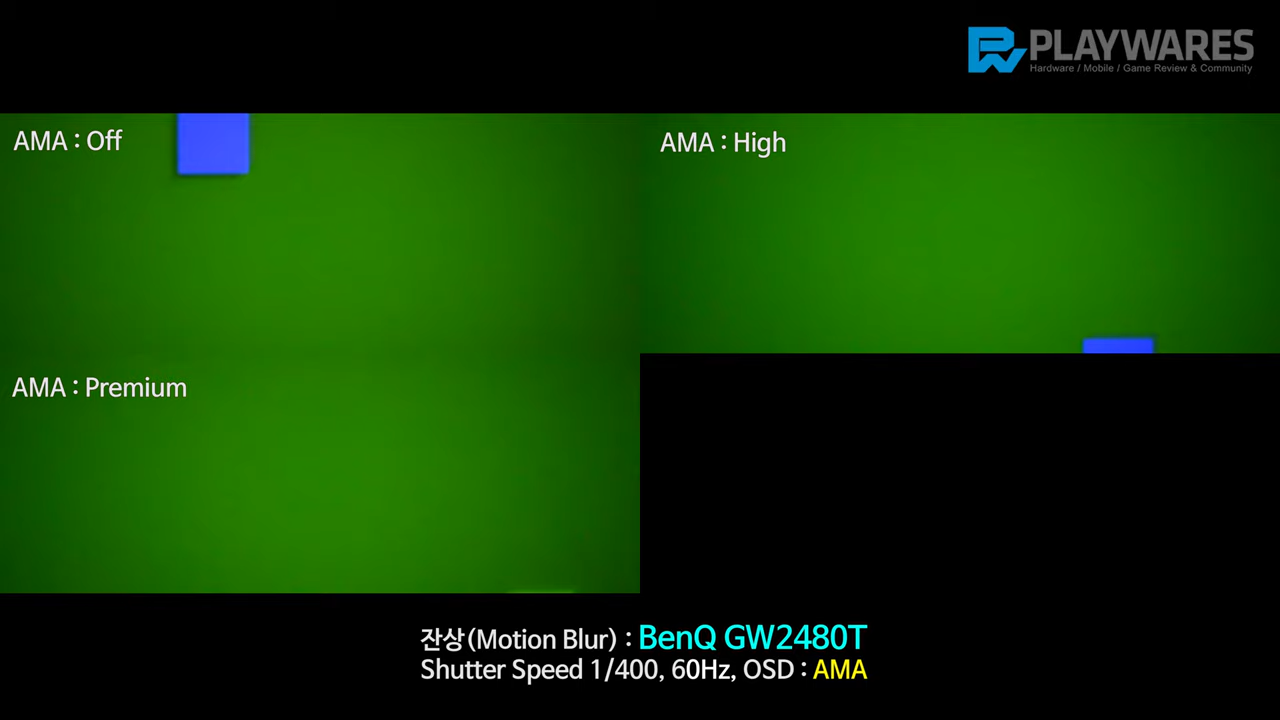 PLAYWARES
Hardware / Mobile / Game Review & Community
AMA : Off
AMA : High
AMA : Premium
잔상(Motion Blur) : BenQ GW2480T
Shutter Speed 1/400, 60Hz, OSD : AMA